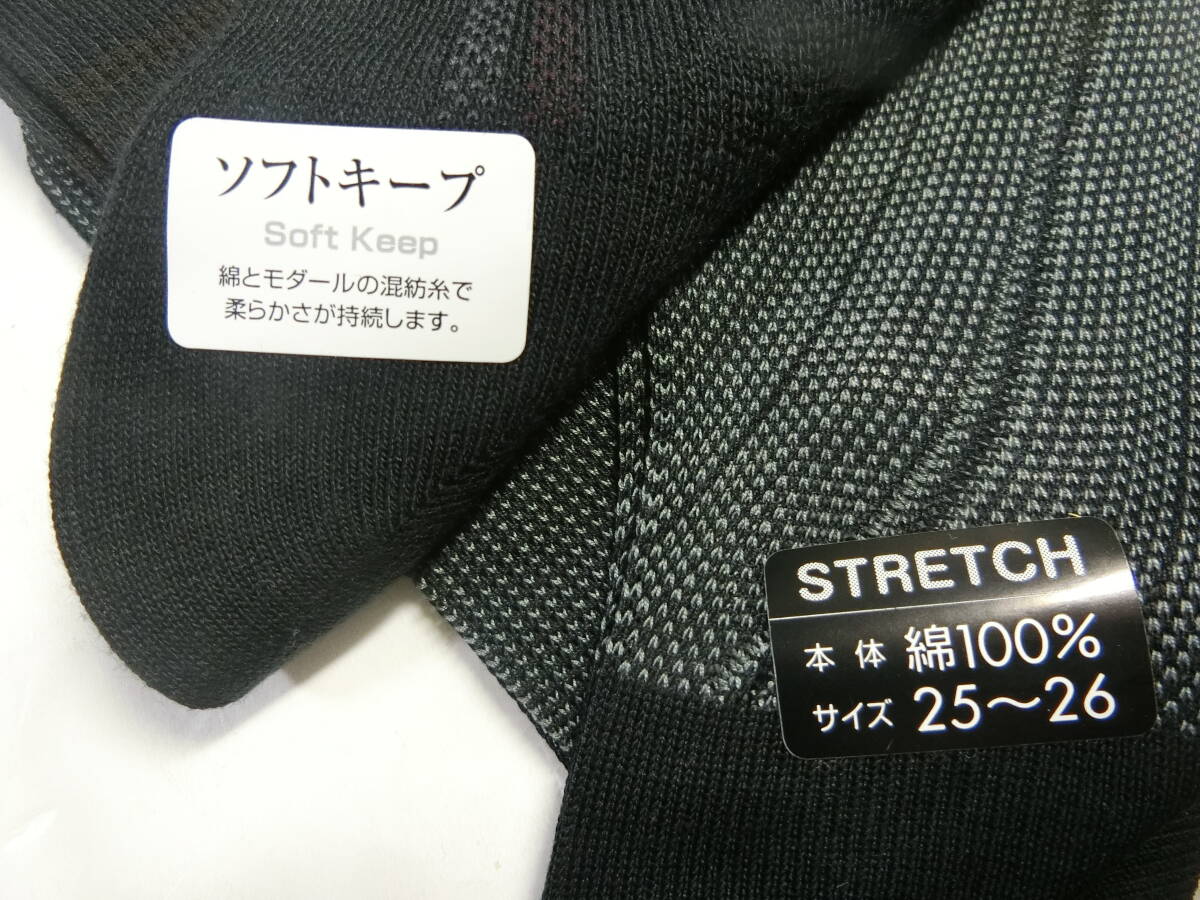 ソフトキープ
Soft Keep
綿とモダールの混紡糸で
柔らかさが持続します。
STRETCH
本体 綿100%
サイズ 25～26